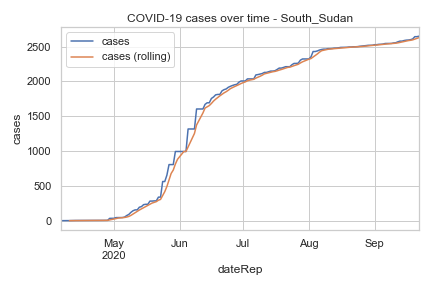 COVID-19 cases over time - South_Sudan
cases
cases (rolling)
2500
2000
1500
1000
500
0
cases
May
2020
Jun
Jul
Aug
Sep
dateRep